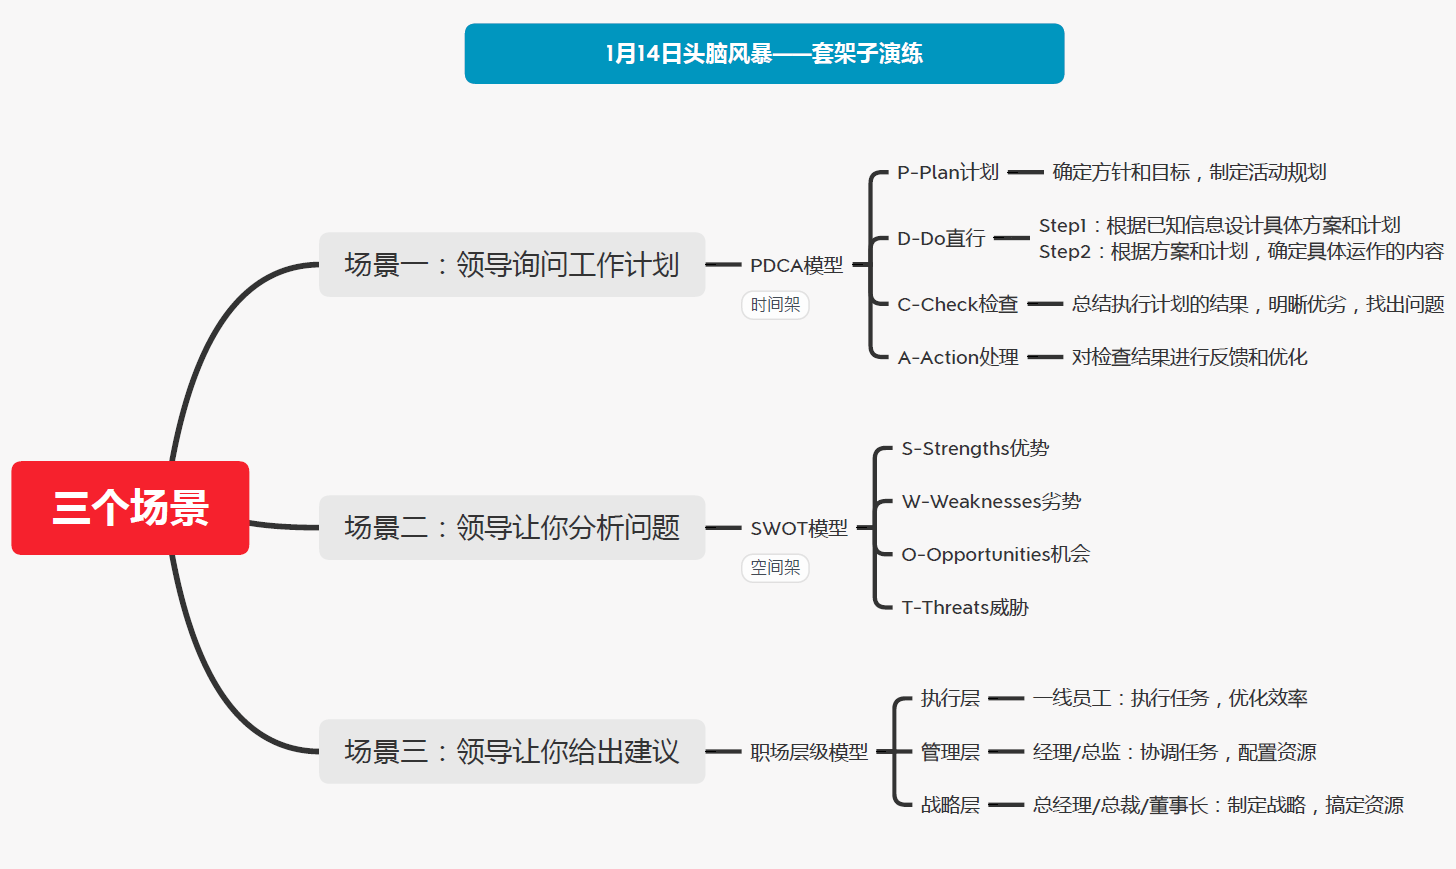 1月14日头脑风暴——套架子演练
三个场景
场景一：领导询问工作计划
PDCA模型
时间架
P-Plan计划
确定方针和目标，制定活动规划
D-Do直行
Step1：根据已知信息设计具体方案和计划
Step2：根据方案和计划，确定具体运作的内容
C-Check检查
总结执行计划的结果，明晰优劣，找出问题
A-Action处理
对检查结果进行反馈和优化
场景二：领导让你分析问题
SWOT模型
空间架
S-Strengths优势
W-Weaknesses劣势
O-Opportunities机会
T-Threats威胁
场景三：领导让你给出建议
职场层级模型
执行层
一线员工：执行任务，优化效率
管理层
经理/总监：协调任务，配置资源
战略层
总经理/总裁/董事长：制定战略，搞定资源